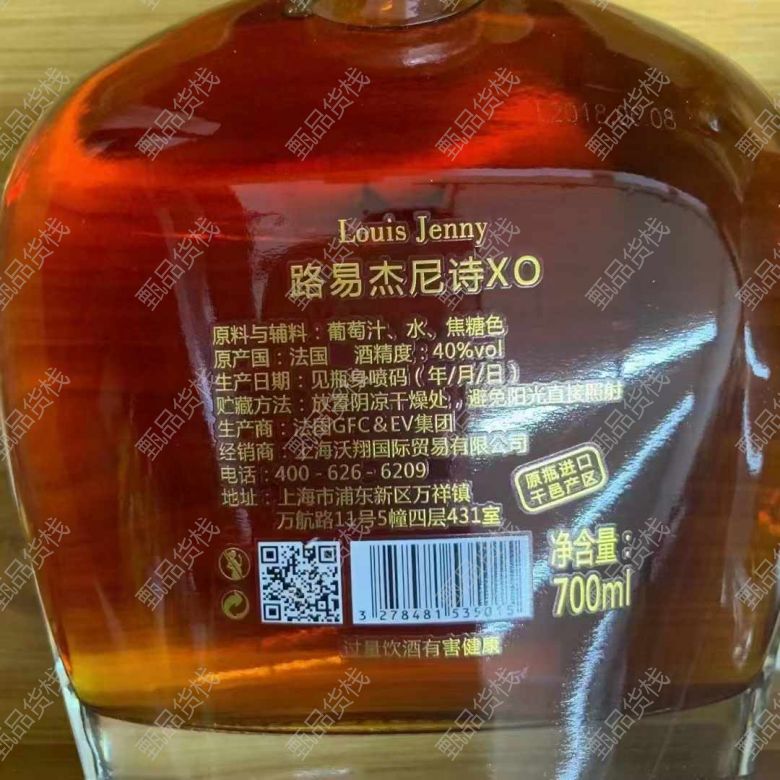 Louis Jenny
路易杰尼诗XO
原料与辅料：葡萄汁、水、焦糖色
原产国：法国 酒精度：40%vol
生产日期：见瓶身喷码（年/月/日）
贮藏方法：放置阴凉干燥处，避免阳光直接照射
生产商：法国GFC&EV集团
经销商：上海沃翔国际贸易有限公司
电话：400-626-6209
地址：上海市浦东新区万祥镇
万航路11号5幢四层431室
原瓶进口
干邑产区
净含量：
700ml
3 278481 535015
过量饮酒有害健康
甄品货栈